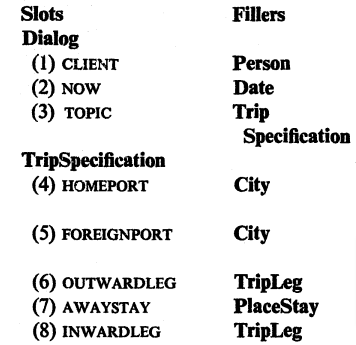 Slots Fillers
Dialog
(1) CLIENT Person
(2) NOW Date
(3) TOPIC Trip
Specification
TripSpecification
(4) HOMEPORT City
(5) FOREIGNPORT City
(6) OUTWARDLEG TripLeg
(7) AWAYSTAY PlaceStay
(8) INWARDLEG TripLeg